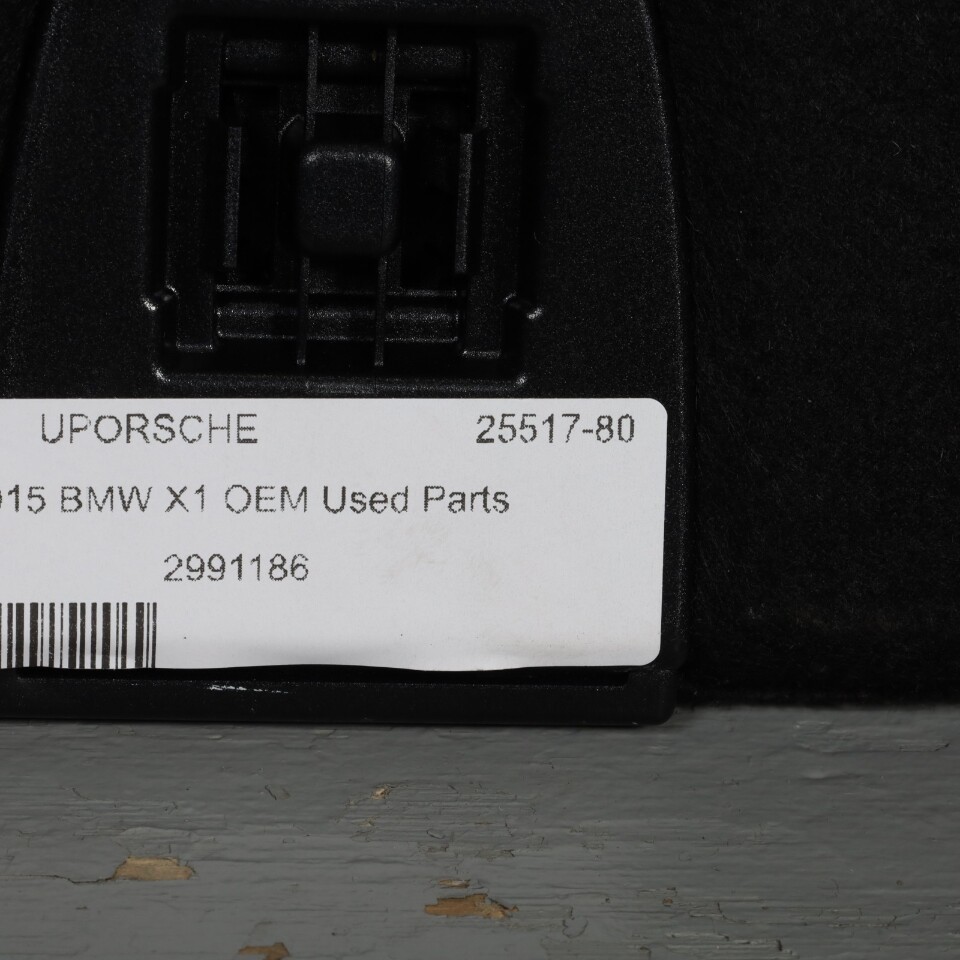 UPORSCHE 25517-80
015 BMW X1 OEM Used Parts
2991186